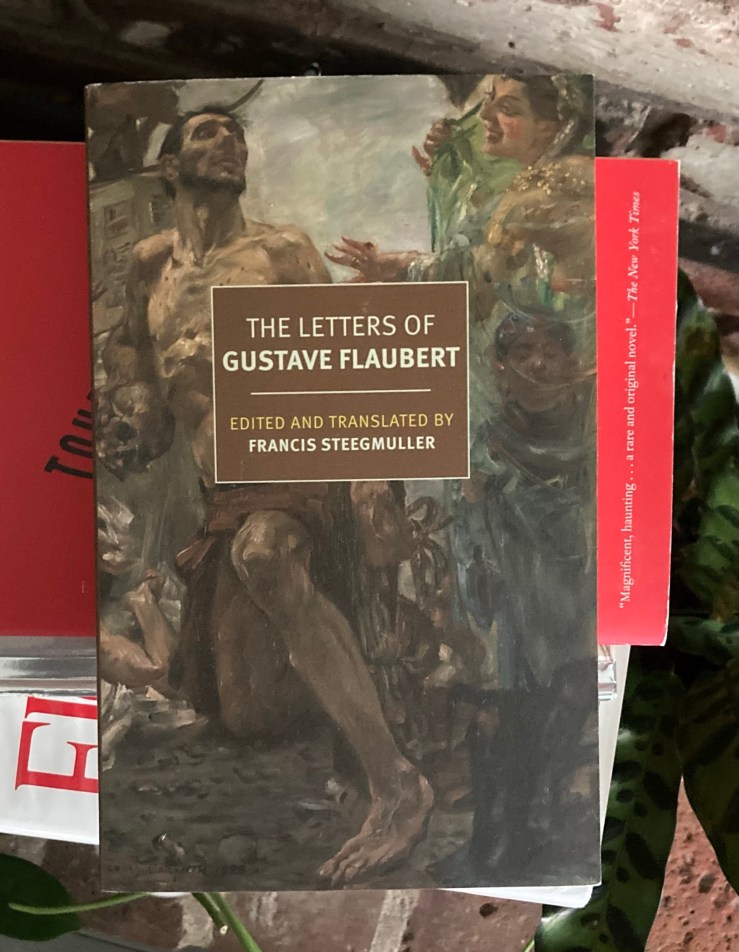 THE LETTERS OF
GUSTAVE FLAUBERT
EDITED AND TRANSLATED BY
FRANCIS STEEGMULLER
"Magnificent, haunting . . . a rare and original novel." —The New York Times